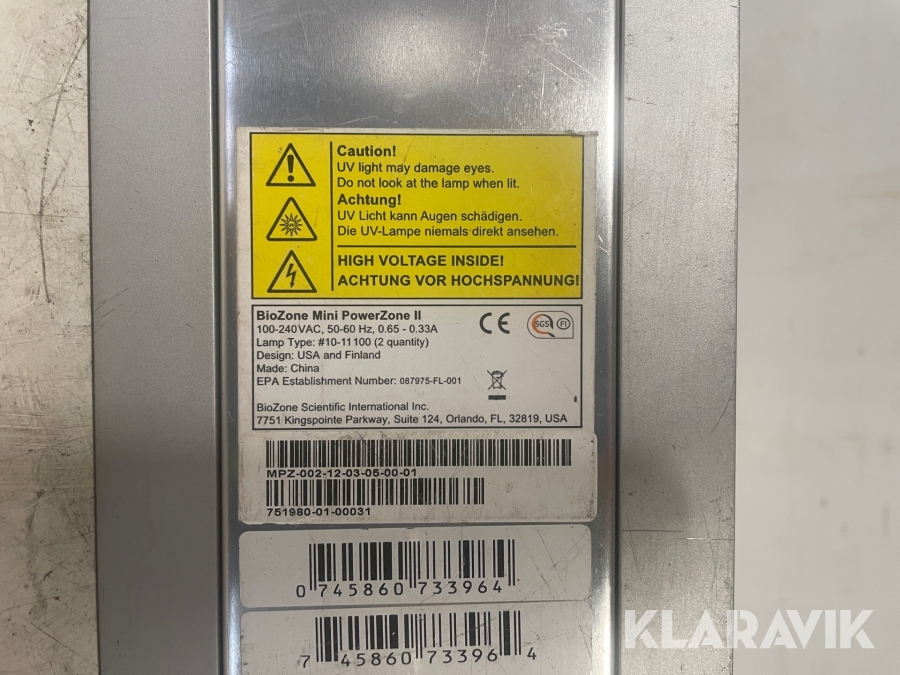 Caution!
UV light may damage eyes.
Do not look at the lamp when lit.
Achtung!
UV Licht kann Augen schädigen.
Die UV-Lampe niemals direkt ansehen.
UV
HIGH VOLTAGE INSIDE!
ACHTUNG VOR HOCHSPANNUNG!
BioZone Mini PowerZone II
100-240VAC, 50-60 Hz, 0.65 - 0.33A
Lamp Type: #10-11100 (2 quantity)
Design: USA and Finland
Made: China
EPA Establishment Number: 087975-FL-001
CE
SGS FI
BioZone Scientific International Inc.
7751 Kingspointe Parkway, Suite 124, Orlando, FL, 32819, USA
MPZ-002-12-03-05-00-01
751980-01-00031
0 745860 733964
7 45860 73396 4
KLARAVIK